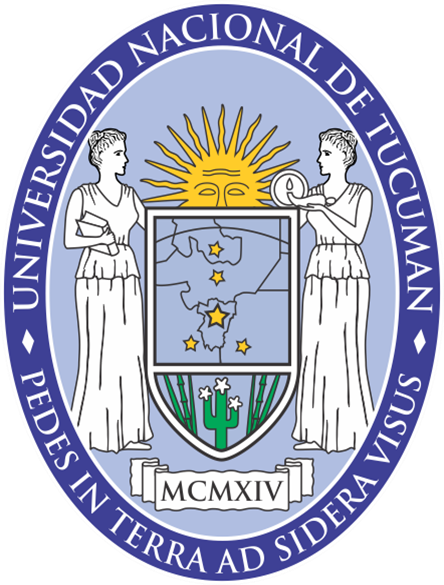 UNIVERSIDAD NACIONAL DE TUCUMAN
PEDES IN TERRA AD SIDERA VISUS
MCMXIV